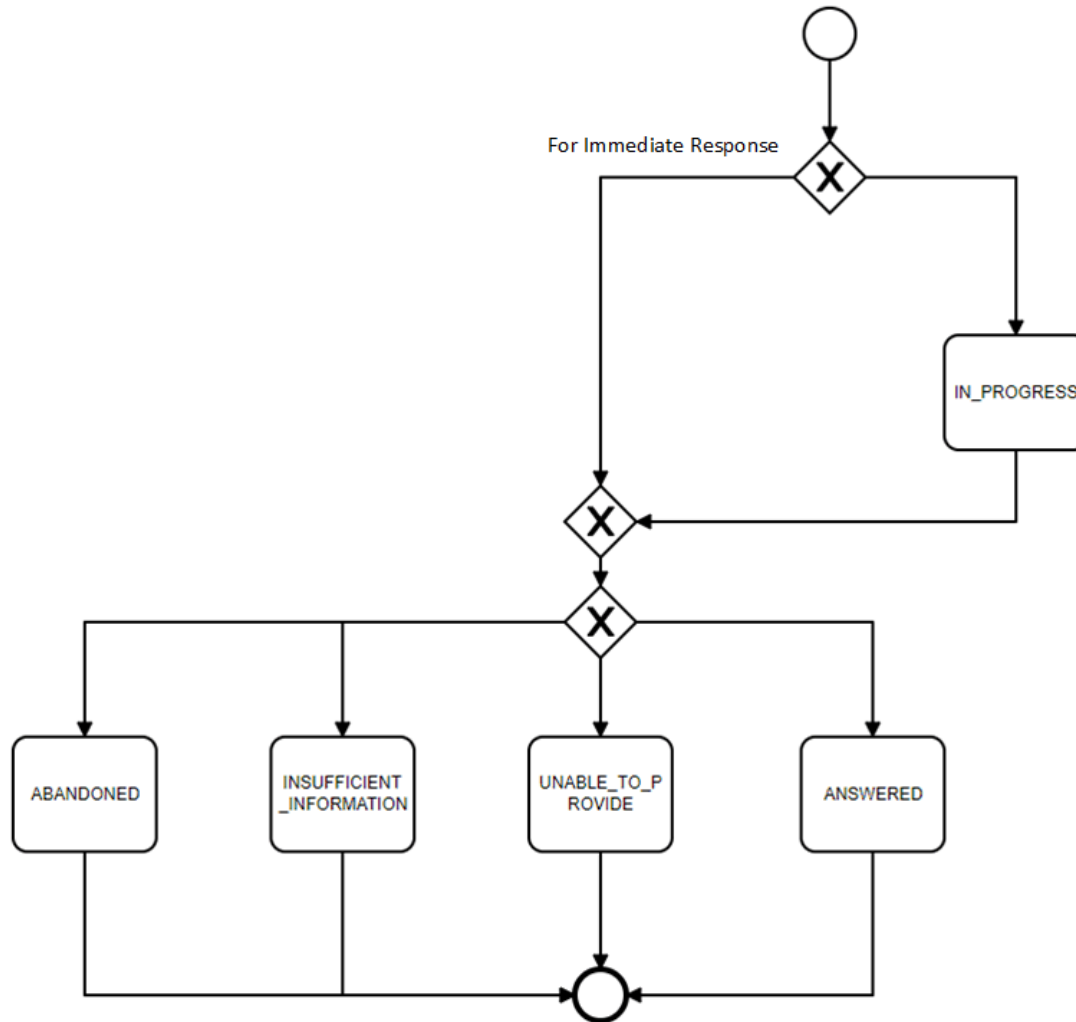 For Immediate Response
X
IN_PROGRESS
X
X
ABANDONED
INSUFFICIENT
_INFORMATION
UNABLE_TO_P
ROVIDE
ANSWERED